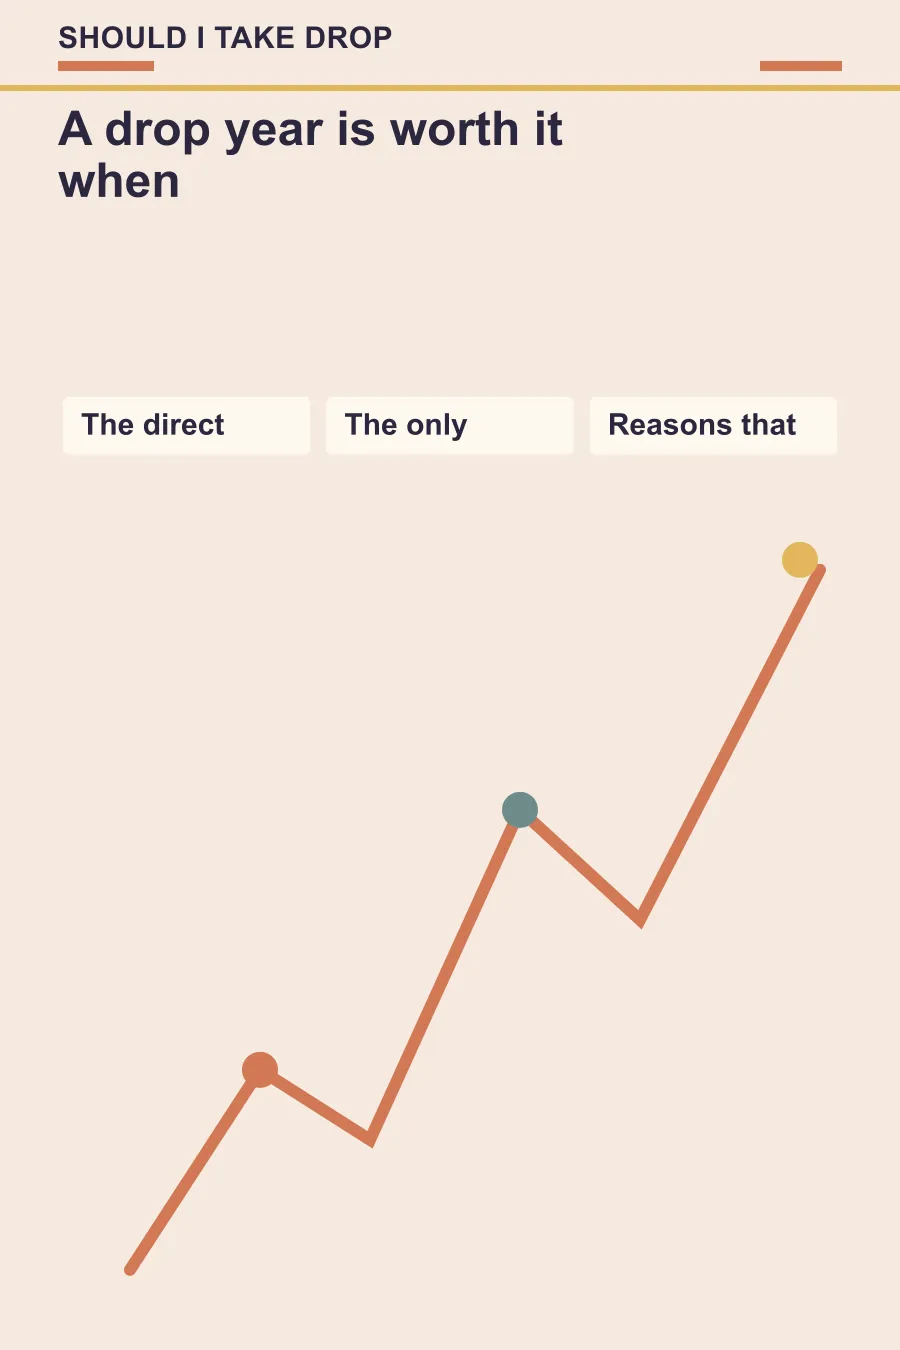 SHOULD I TAKE DROP
A drop year is worth it
when
The direct
The only
Reasons that